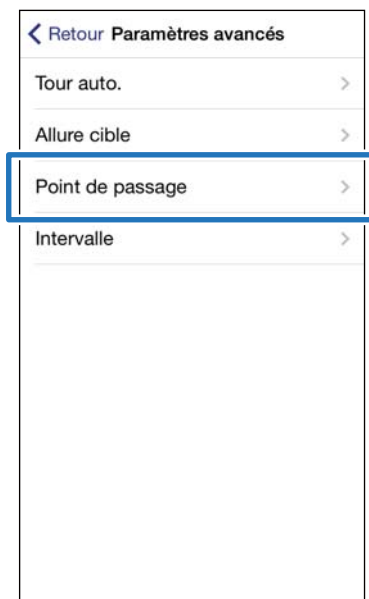 Retour Paramètres avancés
Tour auto.
Allure cible
Point de passage
Intervalle